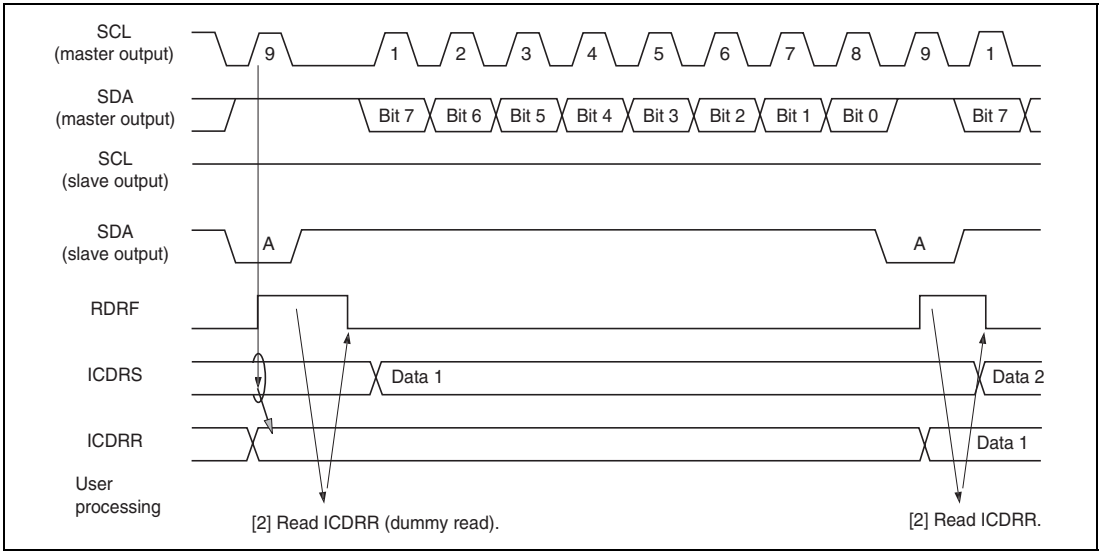 SCL
(master output)
9 1 2 3 4 5 6 7 8 9 1
SDA
(master output)
Bit 7 Bit 6 Bit 5 Bit 4 Bit 3 Bit 2 Bit 1 Bit 0 Bit 7
SCL
(slave output)
SDA
(slave output)
A A
RDRF
ICDRS
Data 1 Data 2
ICDRR
Data 1
User
processing
[2] Read ICDRR (dummy read).
[2] Read ICDRR.